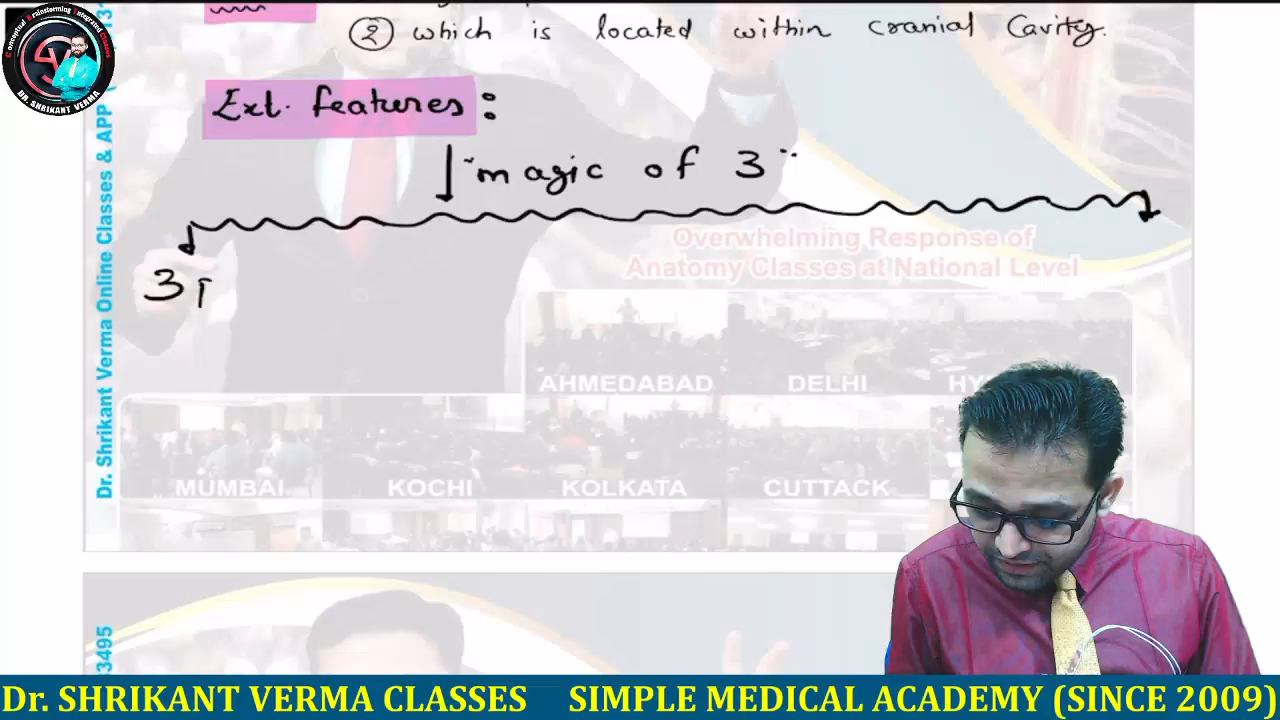 ② which is located within cranial Cavity.
Ext. features :
"magic of 3"
3
Overwhelming Response of
Anatomy Classes at National Level
AHMEDABAD DELHI
MUMBAI KOCHI KOLKATA CUTTACK
Dr. Shrikant Verma Online Classes & APP
33495
DR. SHRIKANT VERMA
Dr. SHRIKANT VERMA CLASSES SIMPLE MEDICAL ACADEMY (SINCE 2009)